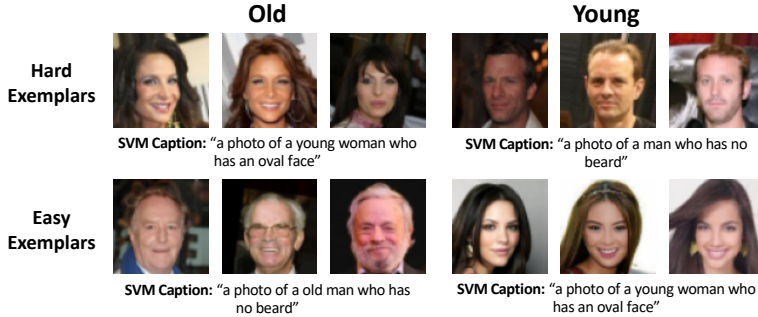 Old
Young
Hard
Exemplars
SVM Caption: "a photo of a young woman who
has an oval face"
SVM Caption: "a photo of a man who has no
beard"
Easy
Exemplars
SVM Caption: "a photo of a old man who has
no beard"
SVM Caption: "a photo of a young woman who
has an oval face"